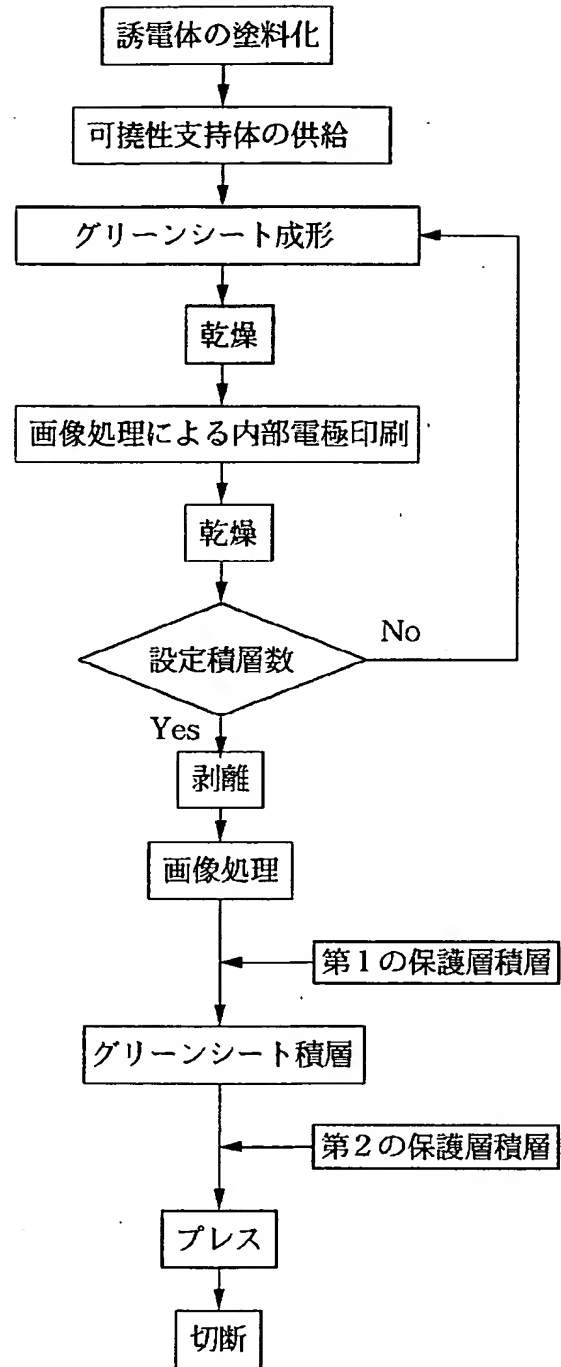 誘電体の塗料化
可撓性支持体の供給
グリーンシート成形
乾燥
画像処理による内部電極印刷
乾燥
設定積層数
No
Yes
剥離
画像処理
第1の保護層積層
グリーンシート積層
第2の保護層積層
プレス
切断